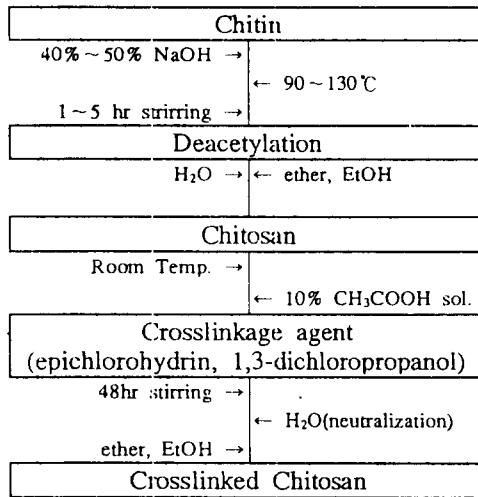 Chitin
40%~50% NaOH →
← 90~130℃
1~5 hr strirring →
Deacetylation
H₂O → ← ether, EtOH
Chitosan
Room Temp. →
← 10% CH₃COOH sol.
Crosslinkage agent
(epichlorohydrin, 1,3-dichloropropanol)
48hr stirring →
← H₂O(neutralization)
ether, EtOH →
Crosslinked Chitosan